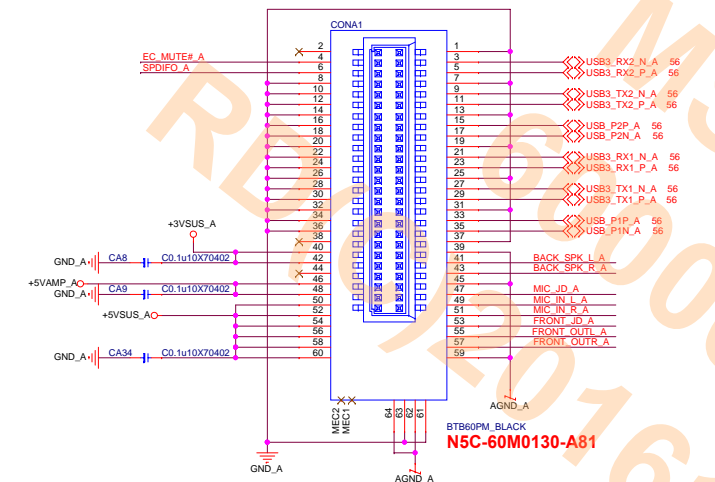 CONA1
2 1
EC_MUTE#_A 4 3 USB3_RX2_N_A 56
SPDIFO_A 6 5 USB3_RX2_P_A 56
8 7
10 9 USB3_TX2_N_A 56
12 11 USB3_TX2_P_A 56
14 13
16 15 USB_P2P_A 56
18 17 USB_P2N_A 56
20 19
22 21 USB3_RX1_N_A 56
24 23 USB3_RX1_P_A 56
26 25
28 27 USB3_TX1_N_A 56
30 29 USB3_TX1_P_A 56
32 31
34 33 USB_P1P_A 56
+3VSUS_A 36 35 USB_P1N_A 56
38 37
40 39
GND_A CA8 C0.1u10X70402 42 41 BACK_SPK_L_A
44 43 BACK_SPK_R_A
+5VAMP_A 46 45
GND_A CA9 C0.1u10X70402 48 47 MIC_JD_A
50 49 MIC_IN_L_A
+5VSUS_A 52 51 MIC_IN_R_A
54 53 FRONT_JD_A
56 55 FRONT_OUTL_A
58 57 FRONT_OUTR_A
GND_A CA34 C0.1u10X70402 60 59
MEC2 MEC1 64 63 62 61
AGND_A
BTB60PM_BLACK
N5C-60M0130-A81
GND_A
AGND_A